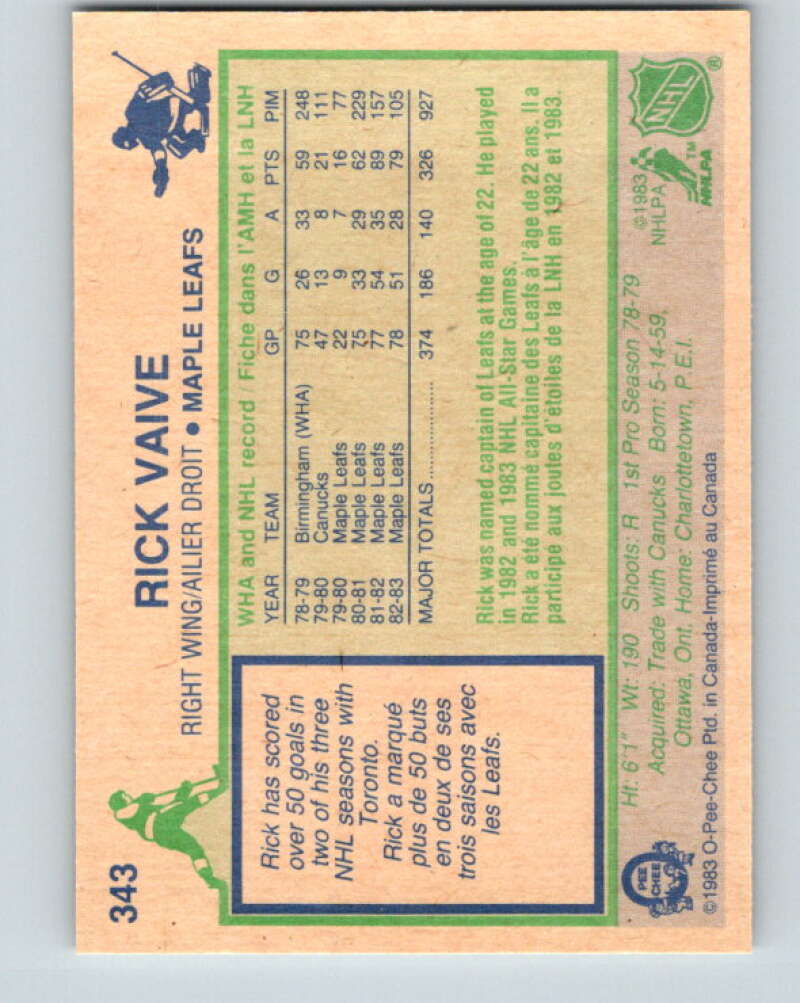 343
RICK VAIVE
RIGHT WING/AILIER DROIT • MAPLE LEAFS
Rick has scored
over 50 goals in
two of his three
NHL seasons with
Toronto.
Rick a marqué
plus de 50 buts
en deux de ses
trois saisons avec
les Leafs.
WHA and NHL record Fiche dans l'AMH et la LNH
YEAR TEAM GP G A PTS PIM
78-79 Birmingham (WHA) 75 26 33 59 248
79-80 Canucks 47 13 8 21 111
79-80 Maple Leafs 22 9 7 16 77
80-81 Maple Leafs 75 33 29 62 229
81-82 Maple Leafs 77 54 35 89 157
82-83 Maple Leafs 78 51 28 79 105
MAJOR TOTALS .................... 374 186 140 326 927
Rick was named captain of Leafs at the age of 22. He played
in 1982 and 1983 NHL All-Star Games.
Rick a été nommé capitaine des Leafs à l'âge de 22 ans. Il a
participé aux joutes d'étoiles de la LNH en 1982 et 1983.
Ht: 6'1" Wt: 190 Shoots: R 1st Pro Season 78-79
Acquired: Trade with Canucks Born: 5-14-59,
Ottawa, Ont. Home: Charlottetown, P.E.I.
©1983
NHLPA
NHLPA
TM
NHL
®
O
PEE
CHEE
©1983 O-Pee-Chee Ptd. in Canada-Imprimé au Canada